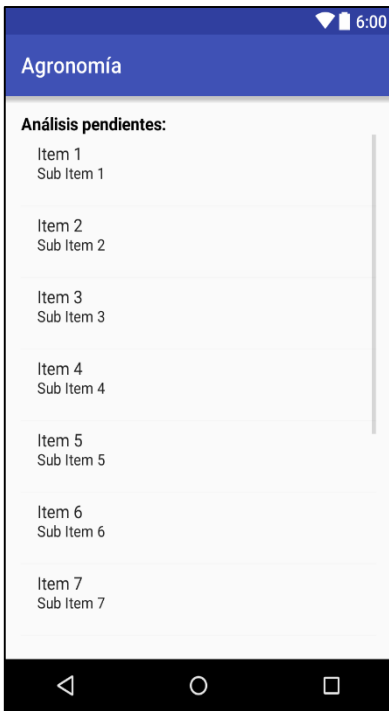 6:00
Agronomía
Análisis pendientes:
Item 1
Sub Item 1
Item 2
Sub Item 2
Item 3
Sub Item 3
Item 4
Sub Item 4
Item 5
Sub Item 5
Item 6
Sub Item 6
Item 7
Sub Item 7